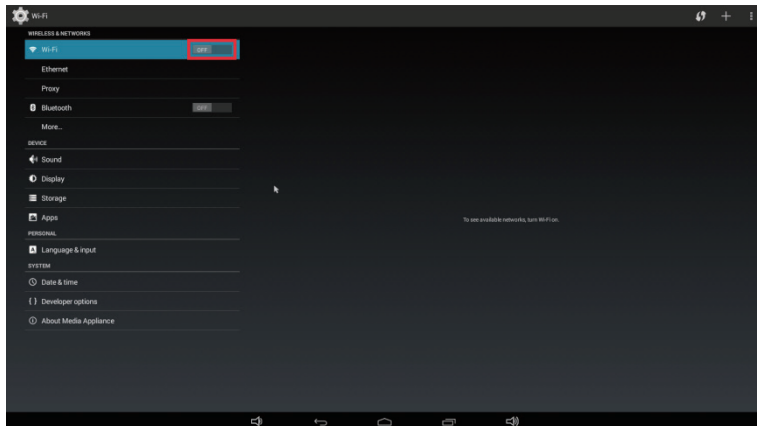 Wi-Fi
WIRELESS & NETWORKS
Wi-Fi OFF
Ethernet
Proxy
Bluetooth OFF
More...
DEVICE
Sound
Display
Storage
Apps
To see available networks, turn Wi-Fi on.
PERSONAL
A Language & input
SYSTEM
Date & time
{ } Developer options
About Media Appliance